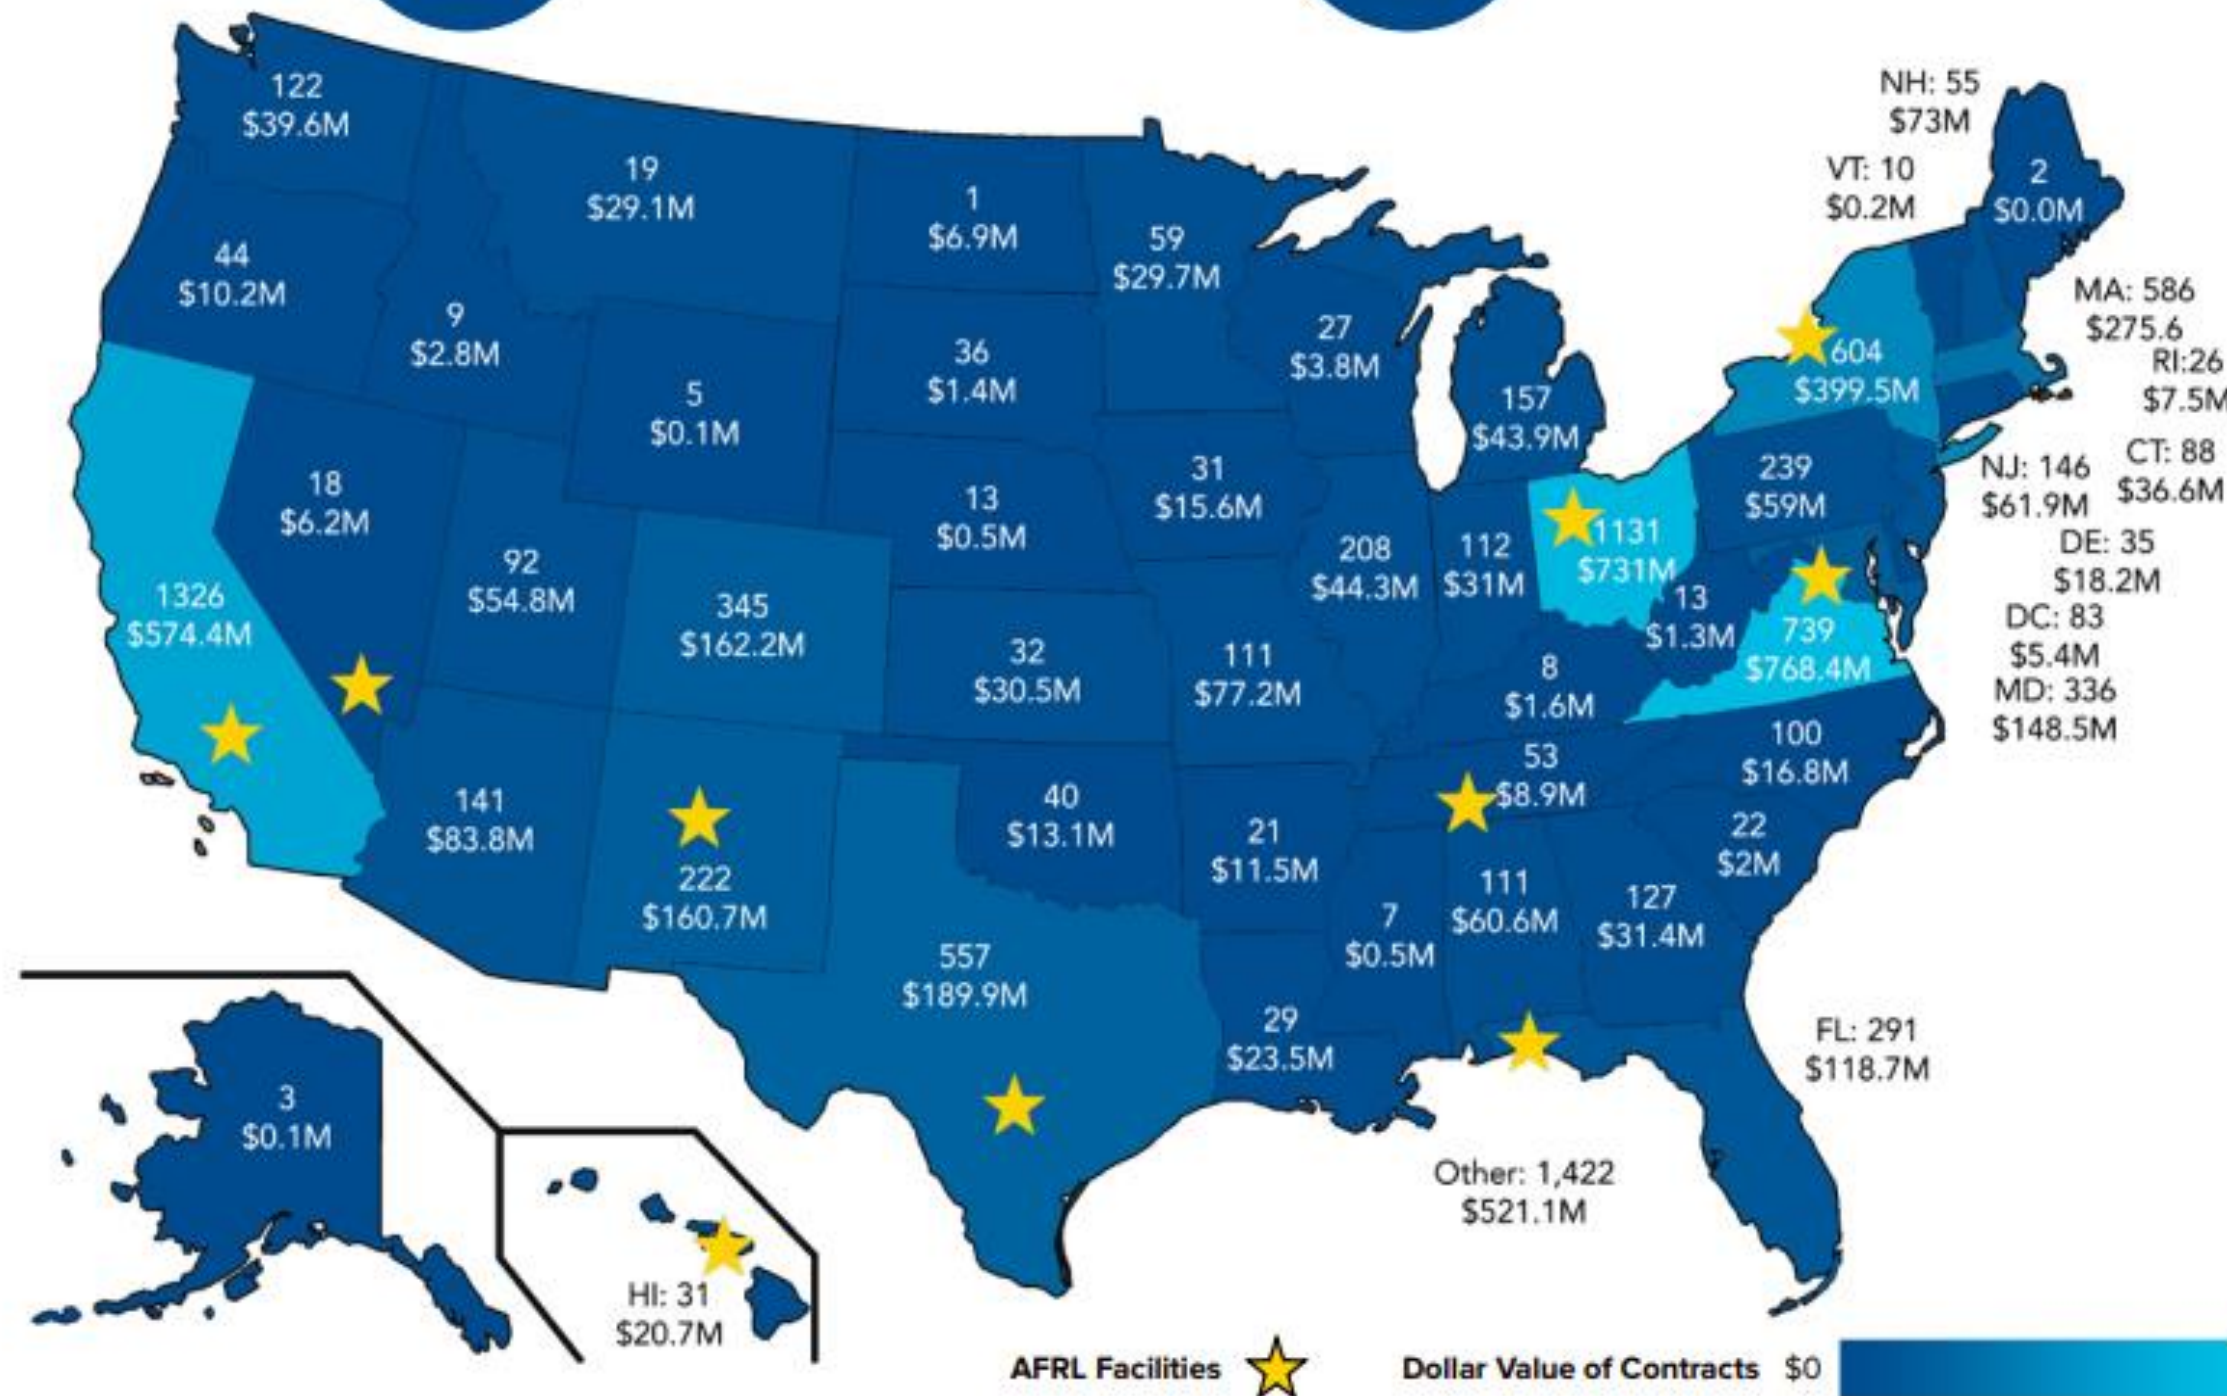 122
$39.6M
19
$29.1M
1
$6.9M
59
$29.7M
NH: 55
$73M
VT: 10
$0.2M
2
$0.0M
44
$10.2M
9
$2.8M
5
$0.1M
36
$1.4M
27
$3.8M
157
$43.9M
604
$399.5M
MA: 586
$275.6
RI:26
$7.5M
18
$6.2M
92
$54.8M
13
$0.5M
31
$15.6M
208
$44.3M
112
$31M
1131
$731M
239
$59M
NJ: 146
$61.9M
CT: 88
$36.6M
DE: 35
$18.2M
DC: 83
$5.4M
MD: 336
$148.5M
1326
$574.4M
345
$162.2M
32
$30.5M
111
$77.2M
8
$1.6M
13
$1.3M
739
$768.4M
141
$83.8M
222
$160.7M
40
$13.1M
21
$11.5M
53
$8.9M
100
$16.8M
22
$2M
557
$189.9M
29
$23.5M
7
$0.5M
111
$60.6M
127
$31.4M
FL: 291
$118.7M
3
$0.1M
HI: 31
$20.7M
Other: 1,422
$521.1M
AFRL Facilities
Dollar Value of Contracts $0